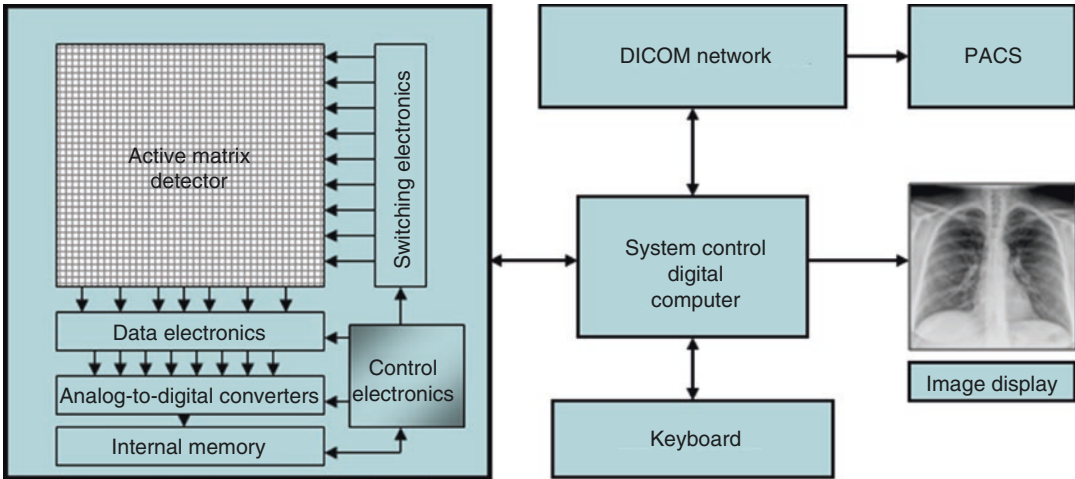 Active matrix
detector
Switching electronics
Data electronics
Analog-to-digital converters
Internal memory
Control
electronics
DICOM network
PACS
System control
digital
computer
Image display
Keyboard